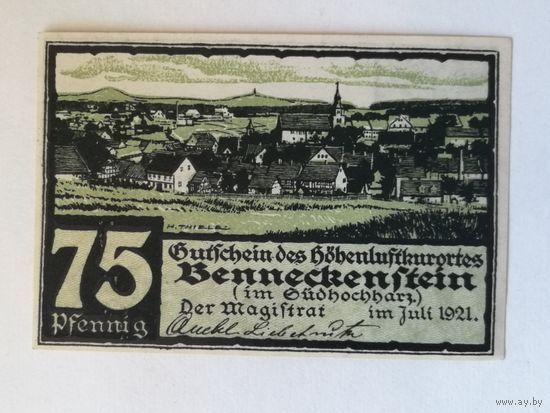 H. THIELE
75
Pfennig
Gutschein des Höhenluftkurortes
Benneckenstein
(im Südhochharz.)
Der Magistrat im Juli 1921.
www.ay.by